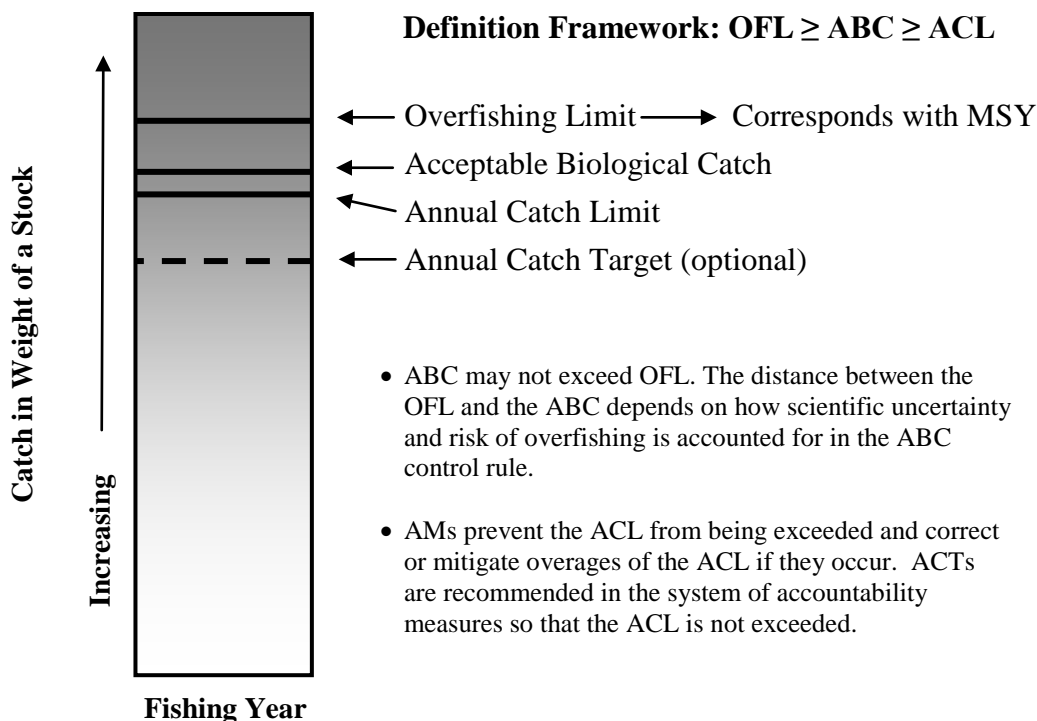 Definition Framework: OFL ≥ ABC ≥ ACL
Overfishing Limit Corresponds with MSY
Acceptable Biological Catch
Annual Catch Limit
Annual Catch Target (optional)
Catch in Weight of a Stock
Increasing
• ABC may not exceed OFL. The distance between the
OFL and the ABC depends on how scientific uncertainty
and risk of overfishing is accounted for in the ABC
control rule.
• AMs prevent the ACL from being exceeded and correct
or mitigate overages of the ACL if they occur. ACTs
are recommended in the system of accountability
measures so that the ACL is not exceeded.
Fishing Year